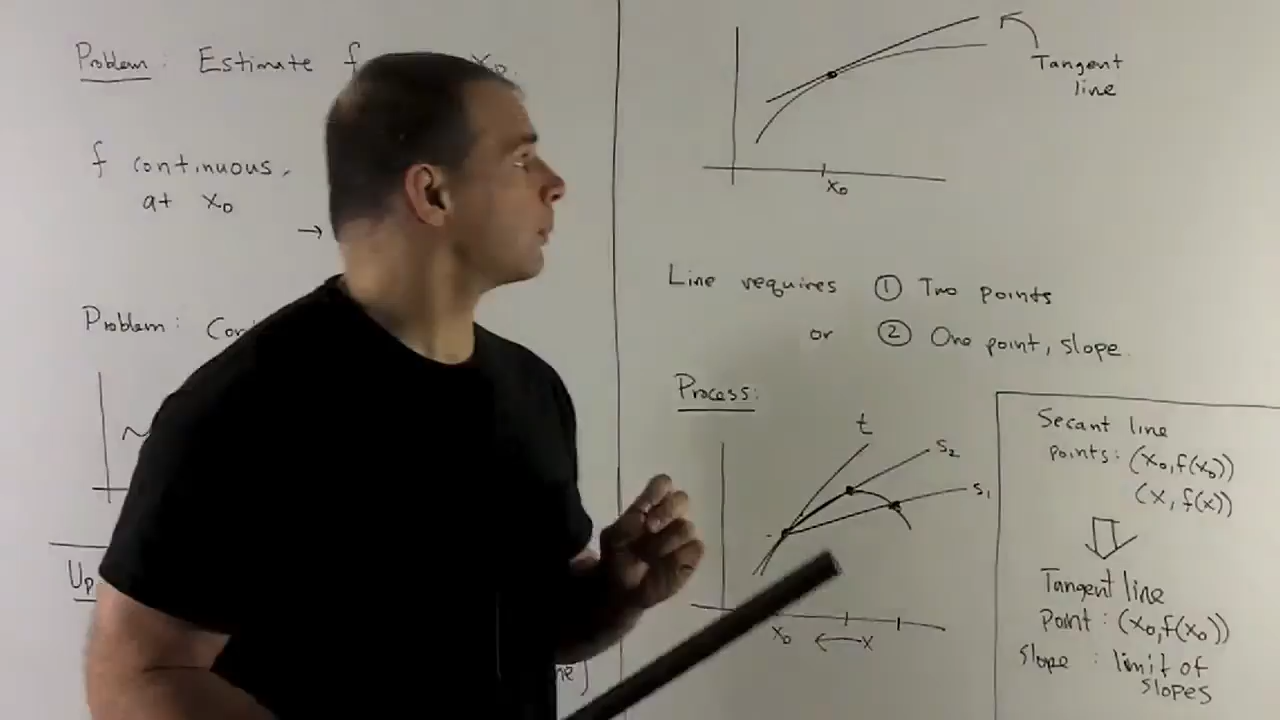 Problem: Estimate f x₀.
f continuous,
at x₀
→
Problem:
Up
Tangent
line
x₀
Line requires ① Two points
or ② One point, slope.
Process:
t
s₂
s₁
x₀ ← x
Secant line
points: (x₀, f(x₀))
(x, f(x))
Tangent line
point: (x₀, f(x₀))
slope: limit of
slopes